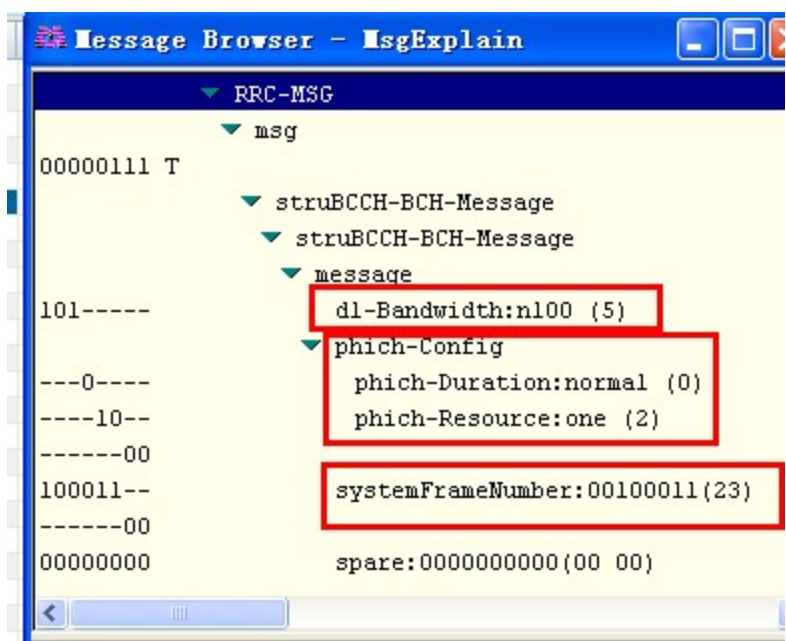 Message Browser - MsgExplain
RRC-MSG
msg
00000111 T
struBCCH-BCH-Message
struBCCH-BCH-Message
message
101----- dl-Bandwidth:n100 (5)
phich-Config
---0---- phich-Duration:normal (0)
----10-- phich-Resource:one (2)
------00
100011-- systemFrameNumber:00100011(23)
------00
00000000 spare:0000000000(00 00)